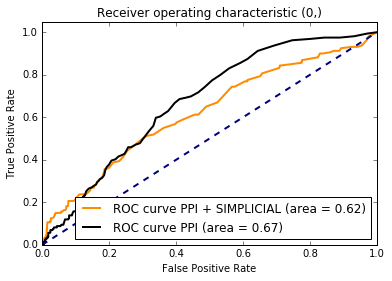 Receiver operating characteristic (0,)
True Positive Rate
1.0
0.8
0.6
0.4
0.2
0.0
ROC curve PPI + SIMPLICIAL (area = 0.62)
ROC curve PPI (area = 0.67)
0.0 0.2 0.4 0.6 0.8 1.0
False Positive Rate